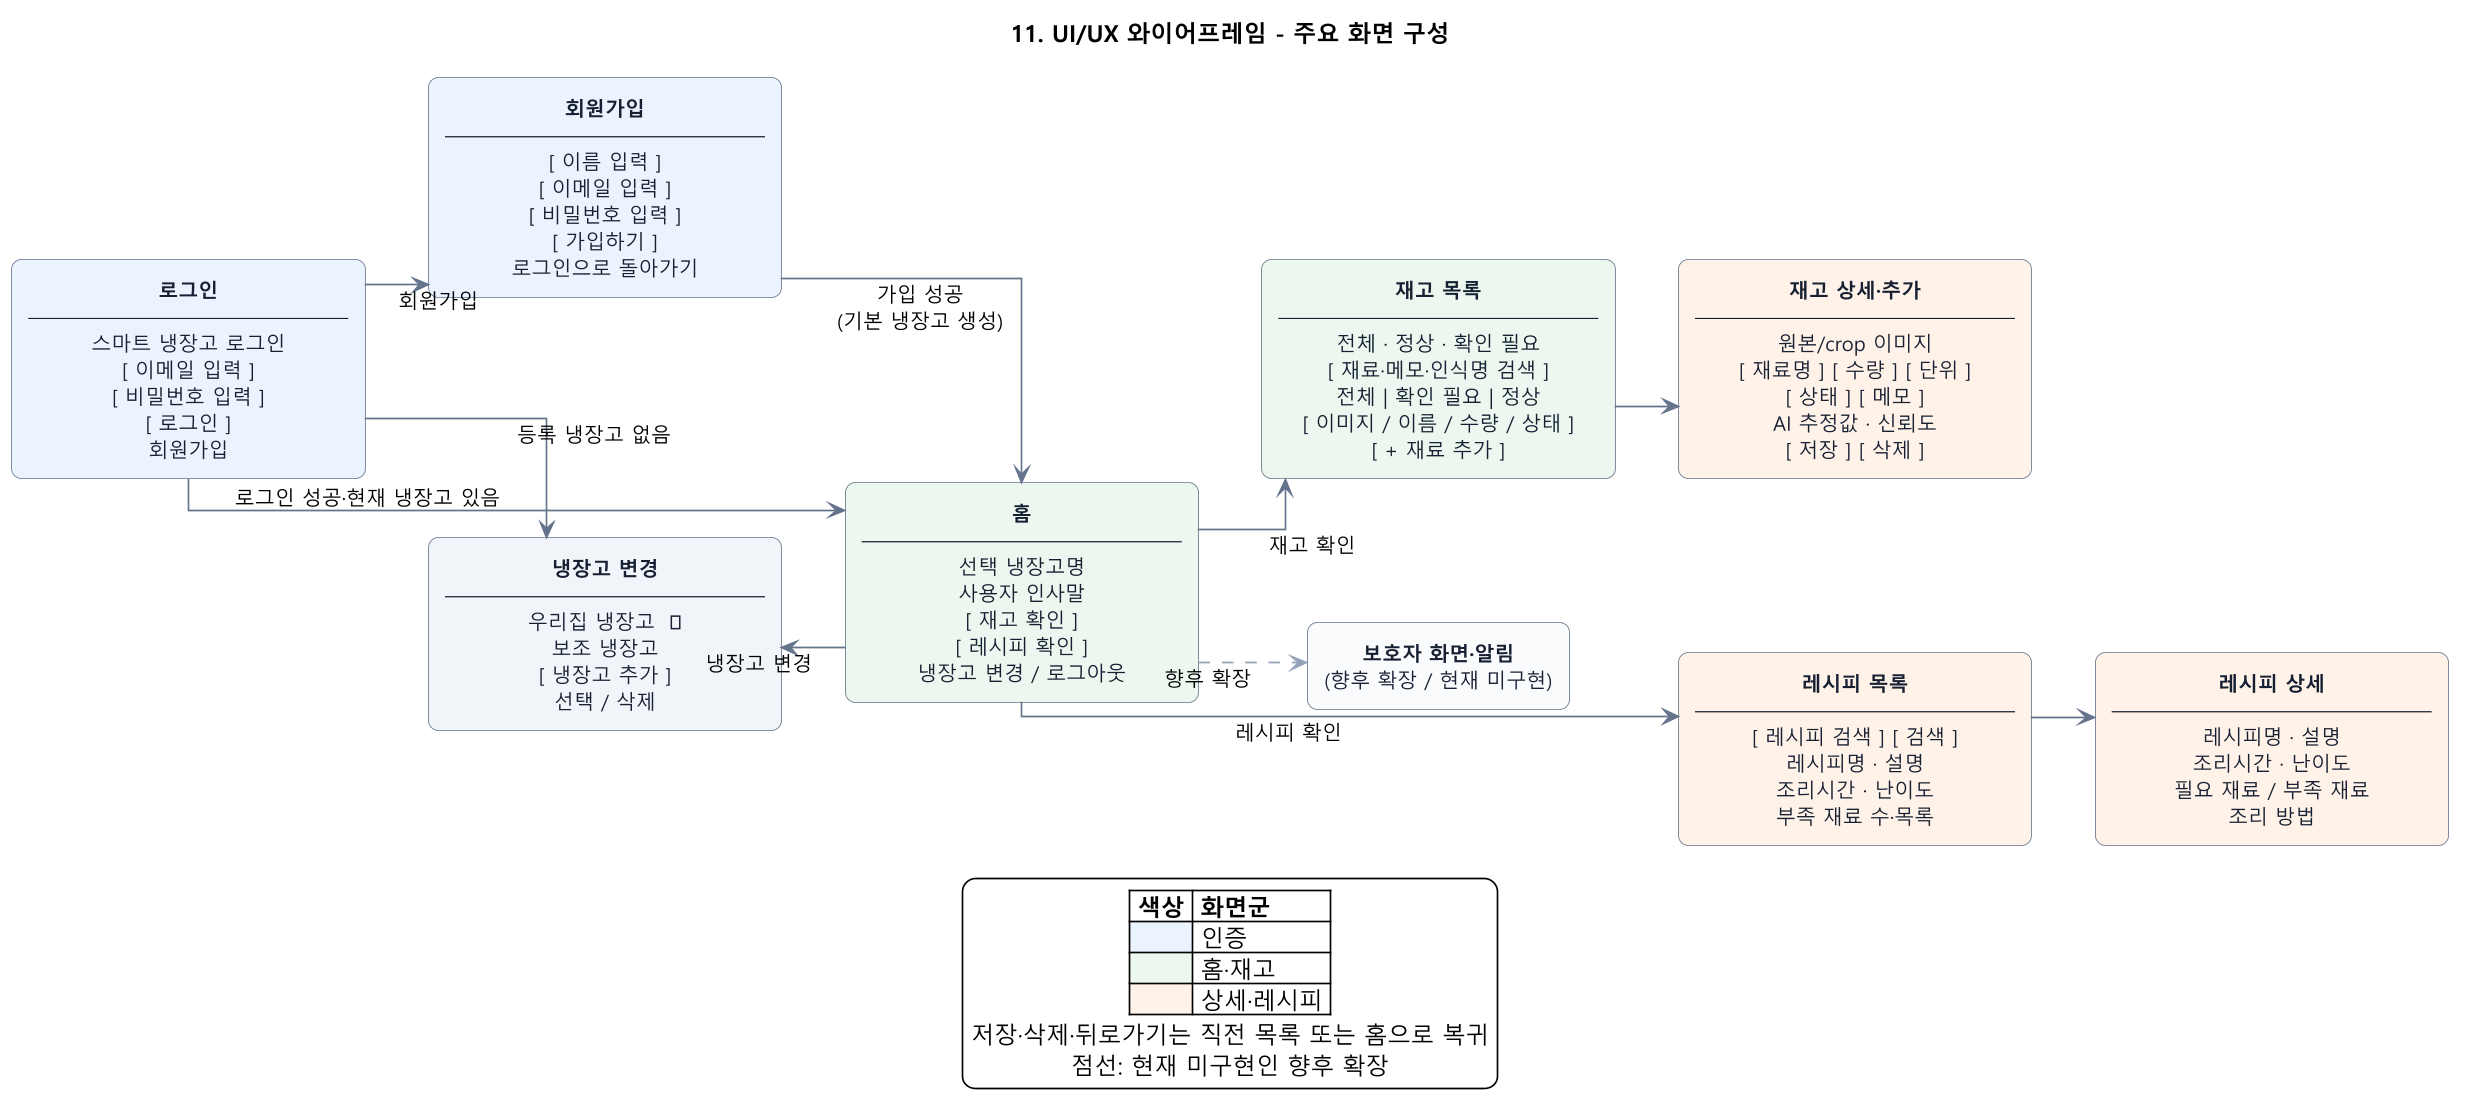 11. UI/UX 와이어프레임 - 주요 화면 구성
회원가입
[ 이름 입력 ]
[ 이메일 입력 ]
[ 비밀번호 입력 ]
[ 가입하기 ]
로그인으로 돌아가기
로그인
스마트 냉장고 로그인
[ 이메일 입력 ]
[ 비밀번호 입력 ]
[ 로그인 ]
회원가입
회원가입
가입 성공
(기본 냉장고 생성)
등록 냉장고 없음
로그인 성공·현재 냉장고 있음
재고 목록
전체 · 정상 · 확인 필요
[ 재료·메모·인식명 검색 ]
전체 | 확인 필요 | 정상
[ 이미지 / 이름 / 수량 / 상태 ]
[ + 재료 추가 ]
재고 상세·추가
원본/crop 이미지
[ 재료명 ] [ 수량 ] [ 단위 ]
[ 상태 ] [ 메모 ]
AI 추정값 · 신뢰도
[ 저장 ] [ 삭제 ]
냉장고 변경
우리집 냉장고
보조 냉장고
[ 냉장고 추가 ]
선택 / 삭제
냉장고 변경
홈
선택 냉장고명
사용자 인사말
[ 재고 확인 ]
[ 레시피 확인 ]
냉장고 변경 / 로그아웃
재고 확인
향후 확장
레시피 확인
보호자 화면·알림
(향후 확장 / 현재 미구현)
레시피 목록
[ 레시피 검색 ] [ 검색 ]
레시피명 · 설명
조리시간 · 난이도
부족 재료 수·목록
레시피 상세
레시피명 · 설명
조리시간 · 난이도
필요 재료 / 부족 재료
조리 방법
색상 화면군
인증
홈·재고
상세·레시피
저장·삭제·뒤로가기는 직전 목록 또는 홈으로 복귀
점선: 현재 미구현인 향후 확장